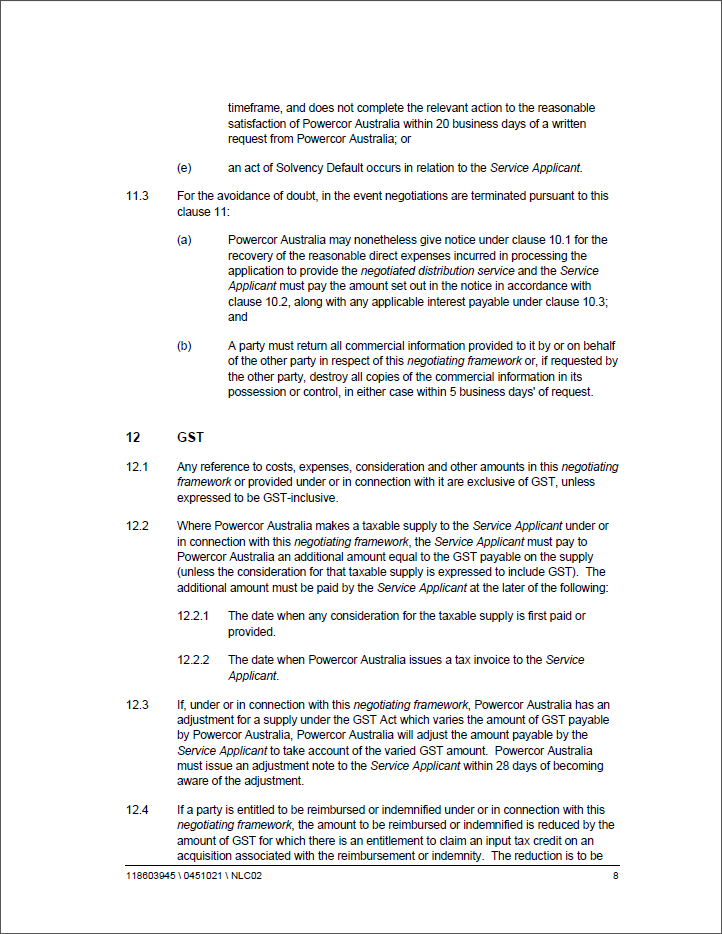 timeframe, and does not complete the relevant action to the reasonable
satisfaction of Powercor Australia within 20 business days of a written
request from Powercor Australia; or
(e) an act of Solvency Default occurs in relation to the Service Applicant.
11.3 For the avoidance of doubt, in the event negotiations are terminated pursuant to this
clause 11:
(a) Powercor Australia may nonetheless give notice under clause 10.1 for the
recovery of the reasonable direct expenses incurred in processing the
application to provide the negotiated distribution service and the Service
Applicant must pay the amount set out in the notice in accordance with
clause 10.2, along with any applicable interest payable under clause 10.3;
and
(b) A party must return all commercial information provided to it by or on behalf
of the other party in respect of this negotiating framework or, if requested by
the other party, destroy all copies of the commercial information in its
possession or control, in either case within 5 business days' of request.
12 GST
12.1 Any reference to costs, expenses, consideration and other amounts in this negotiating
framework or provided under or in connection with it are exclusive of GST, unless
expressed to be GST-inclusive.
12.2 Where Powercor Australia makes a taxable supply to the Service Applicant under or
in connection with this negotiating framework, the Service Applicant must pay to
Powercor Australia an additional amount equal to the GST payable on the supply
(unless the consideration for that taxable supply is expressed to include GST). The
additional amount must be paid by the Service Applicant at the later of the following:
12.2.1 The date when any consideration for the taxable supply is first paid or
provided.
12.2.2 The date when Powercor Australia issues a tax invoice to the Service
Applicant.
12.3 If, under or in connection with this negotiating framework, Powercor Australia has an
adjustment for a supply under the GST Act which varies the amount of GST payable
by Powercor Australia, Powercor Australia will adjust the amount payable by the
Service Applicant to take account of the varied GST amount. Powercor Australia
must issue an adjustment note to the Service Applicant within 28 days of becoming
aware of the adjustment.
12.4 If a party is entitled to be reimbursed or indemnified under or in connection with this
negotiating framework, the amount to be reimbursed or indemnified is reduced by the
amount of GST for which there is an entitlement to claim an input tax credit on an
acquisition associated with the reimbursement or indemnity. The reduction is to be
118603945 \ 0451021 \ NLC02 8